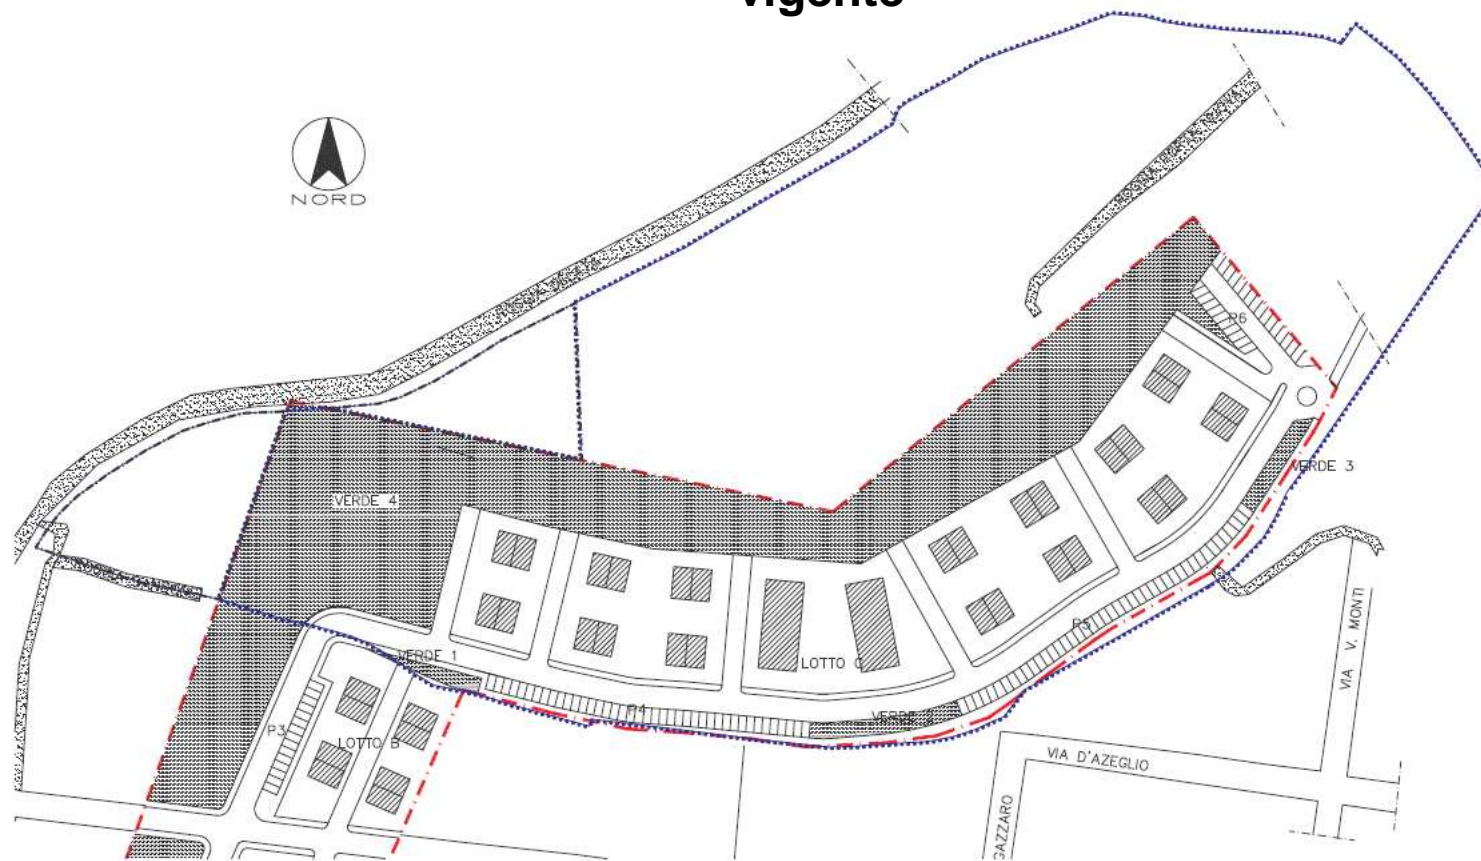 Vigente
NORD
P6
VERDE 3
VERDE 4
P5
VIA V. MONTI
VERDE 1
LOTTO C
P4
VERDE 2
P3
LOTTO B
VIA D'AZEGLIO
GAZZARO